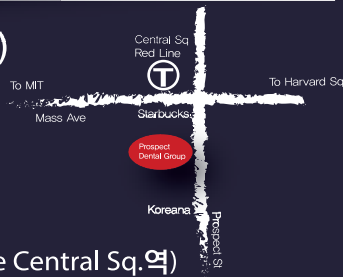 )
Central Sq
Red Line
T
To MIT
To Harvard Sq
Mass Ave
Starbucks
Prospect
Dental Group
Koreana
Prospect St
e Central Sq.역)